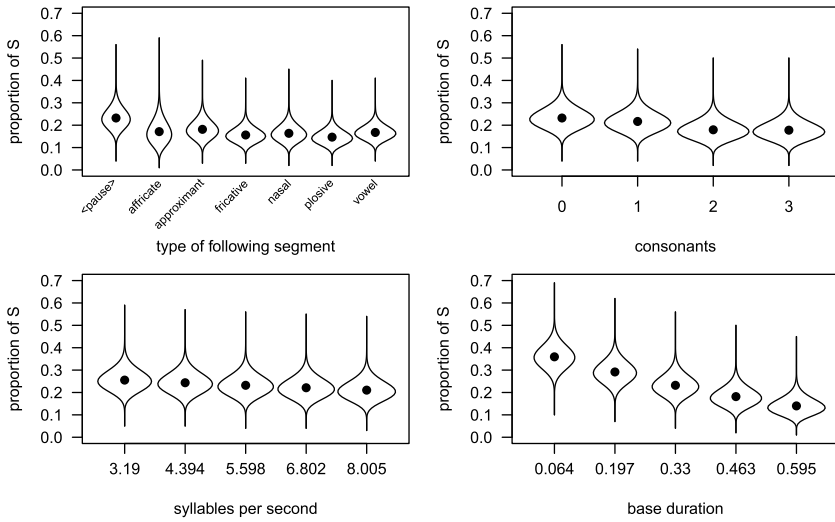 proportion of S
0.7
0.6
0.5
0.4
0.3
0.2
0.1
0.0
<pause> affricate approximant fricative nasal plosive vowel
type of following segment
proportion of S
0.7
0.6
0.5
0.4
0.3
0.2
0.1
0.0
0 1 2 3
consonants
proportion of S
0.7
0.6
0.5
0.4
0.3
0.2
0.1
0.0
3.19 4.394 5.598 6.802 8.005
syllables per second
proportion of S
0.7
0.6
0.5
0.4
0.3
0.2
0.1
0.0
0.064 0.197 0.33 0.463 0.595
base duration